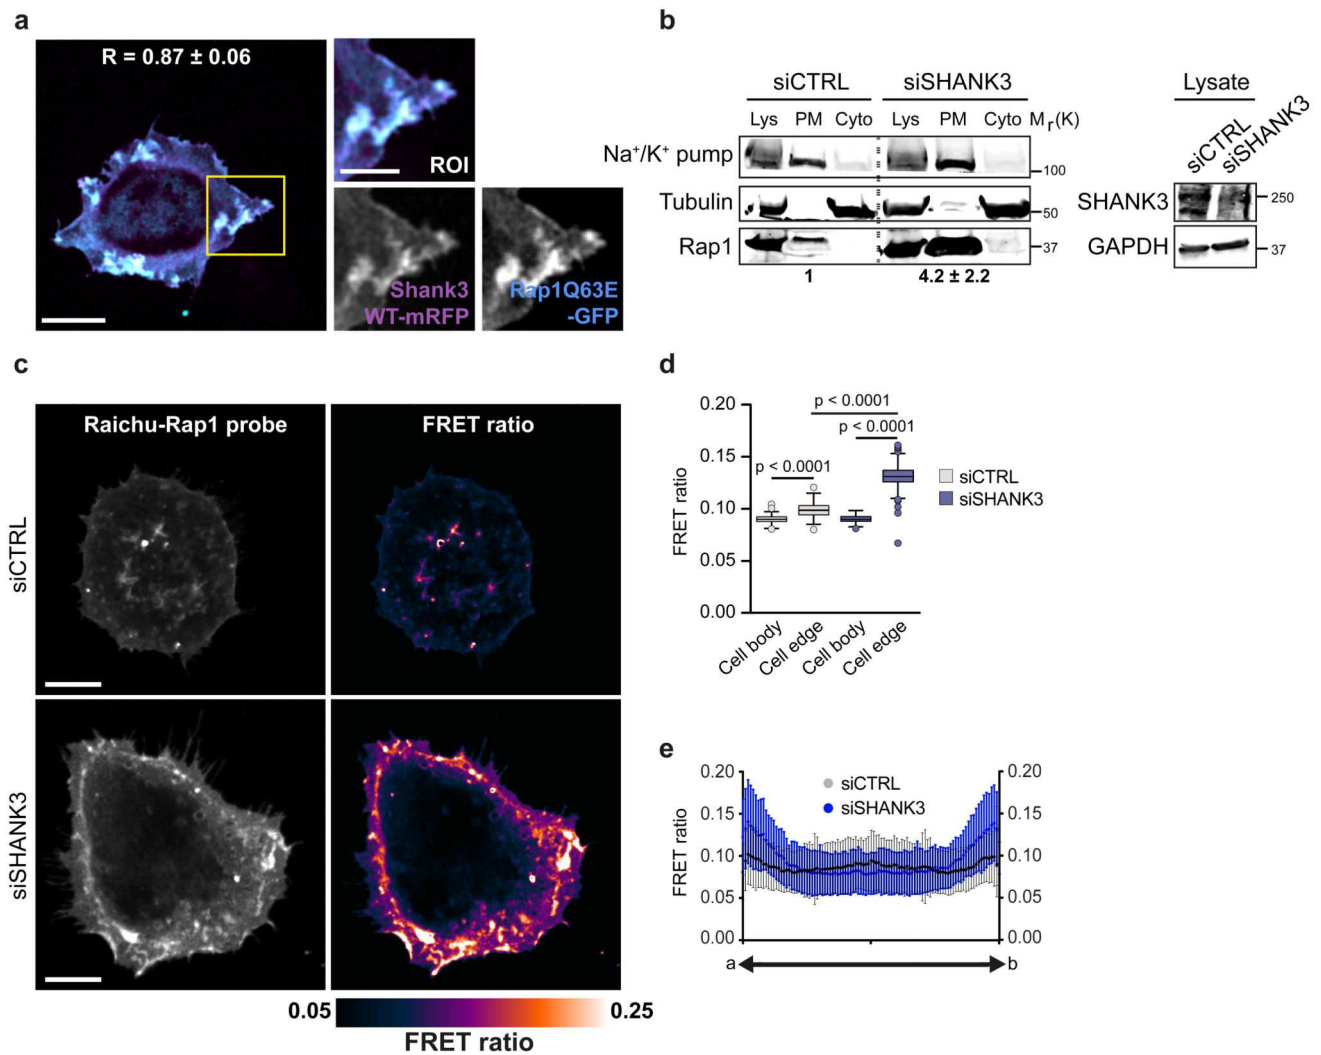 a
R = 0.87 ± 0.06
ROI
Shank3
WT-mRFP
Rap1Q63E
-GFP
b
siCTRL
siSHANK3
Lys PM Cyto Lys PM Cyto Mr(K)
Na+/K+ pump
100
Tubulin
50
Rap1
37
1
4.2 ± 2.2
Lysate
siCTRL
siSHANK3
SHANK3
250
GAPDH
37
c
Raichu-Rap1 probe
FRET ratio
siCTRL
siSHANK3
0.05
0.25
FRET ratio
d
FRET ratio
0.20
0.15
0.10
0.05
0.00
p < 0.0001
p < 0.0001
p < 0.0001
siCTRL
siSHANK3
Cell body
Cell edge
Cell body
Cell edge
e
FRET ratio
0.20
0.15
0.10
0.05
0.00
siCTRL
siSHANK3
0.20
0.15
0.10
0.05
0.00
a
b